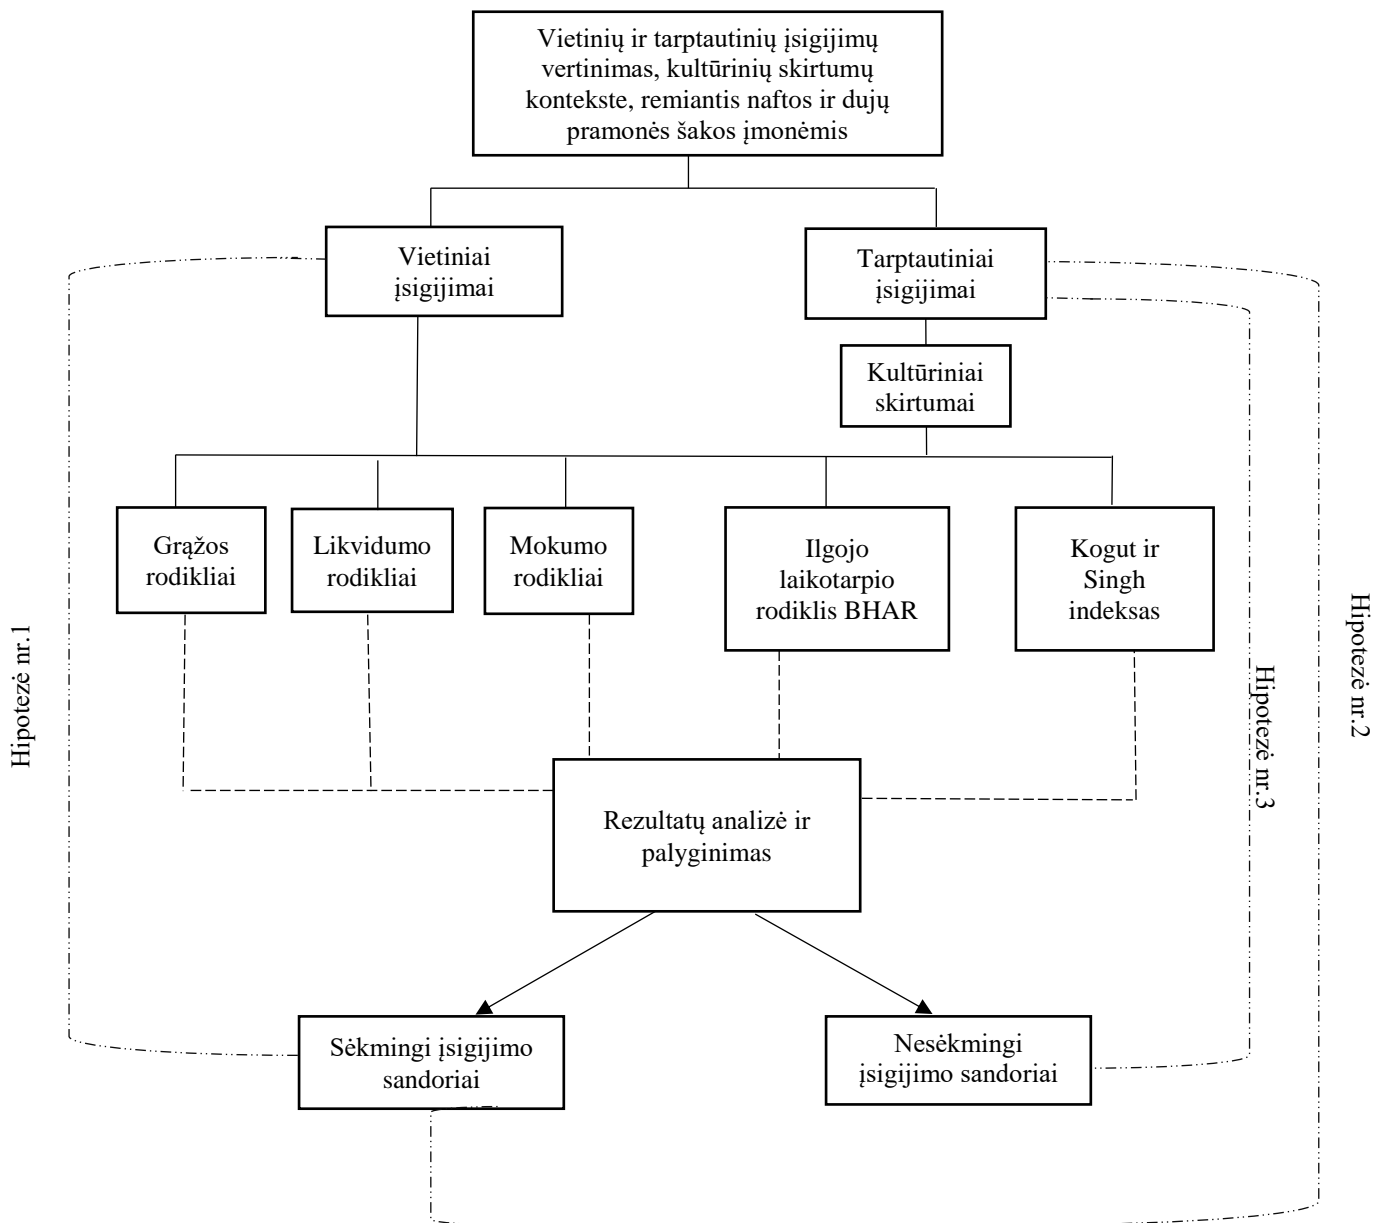 Vietinių ir tarptautinių įsigijimų
vertinimas, kultūrinių skirtumų
kontekste, remiantis naftos ir dujų
pramonės šakos įmonėmis
Vietiniai
įsigijimai
Tarptautiniai
įsigijimai
Kultūriniai
skirtumai
Grąžos
rodikliai
Likvidumo
rodikliai
Mokumo
rodikliai
Ilgojo
laikotarpio
rodiklis BHAR
Kogut ir
Singh
indeksas
Hipotezė nr.1
Hipotezė nr.3
Hipotezė nr.2
Rezultatų analizė ir
palyginimas
Sėkmingi įsigijimo
sandoriai
Nesėkmingi
įsigijimo sandoriai